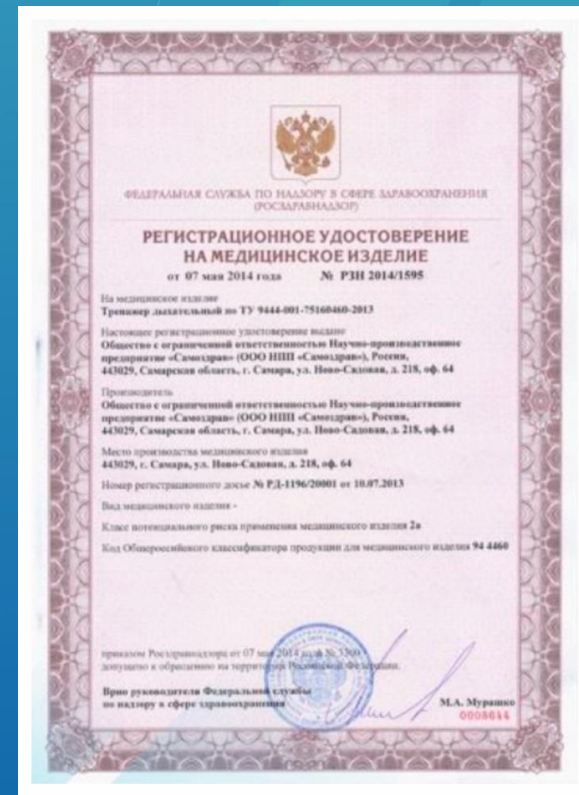 ФЕДЕРАЛЬНАЯ СЛУЖБА ПО НАДЗОРУ В СФЕРЕ ЗДРАВООХРАНЕНИЯ
(РОСЗДРАВНАДЗОР)
РЕГИСТРАЦИОННОЕ УДОСТОВЕРЕНИЕ
НА МЕДИЦИНСКОЕ ИЗДЕЛИЕ
от 07 мая 2014 года № РЗН 2014/1595
На медицинское изделие
Тренажер дыхательный по ТУ 9444-001-75160460-2013
Настоящее регистрационное удостоверение выдано
Общество с ограниченной ответственностью Научно-производственное
предприятие «Самоздрав» (ООО НПП «Самоздрав»), Россия,
443029, Самарская область, г. Самара, ул. Ново-Садовая, д. 218, оф. 64
Производитель
Общество с ограниченной ответственностью Научно-производственное
предприятие «Самоздрав» (ООО НПП «Самоздрав»), Россия,
443029, Самарская область, г. Самара, ул. Ново-Садовая, д. 218, оф. 64
Место производства медицинского изделия
443029, г. Самара, ул. Ново-Садовая, д. 218, оф. 64
Номер регистрационного досье № РД-1196/20001 от 10.07.2013
Вид медицинского изделия -
Класс потенциального риска применения медицинского изделия 2а
Код Общероссийского классификатора продукции для медицинского изделия 94 4460
приказом Росздравнадзора от 07 мая 2014 года №
допущено к обращению на территории Российской Федерации.
Врио руководителя Федеральной службы
по надзору в сфере здравоохранения М.А. Мурашко
0008644